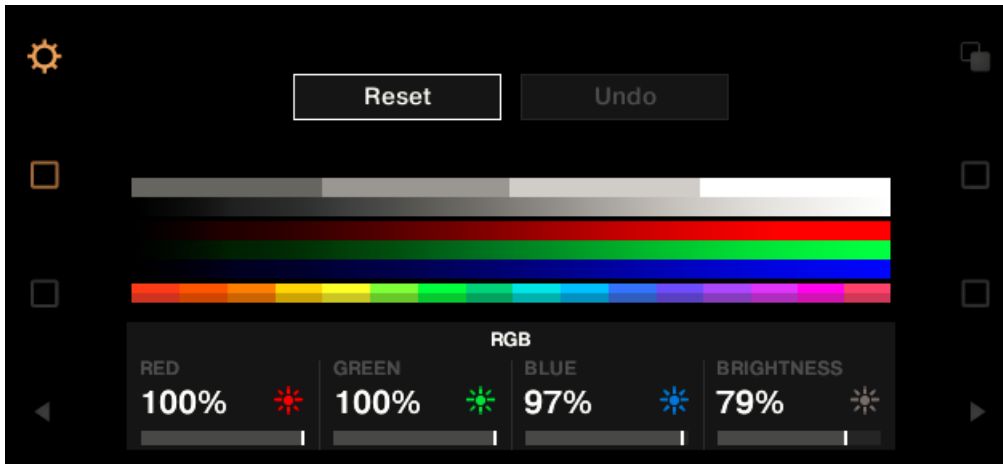 Reset Undo
RGB
RED GREEN BLUE BRIGHTNESS
100% 100% 97% 79%